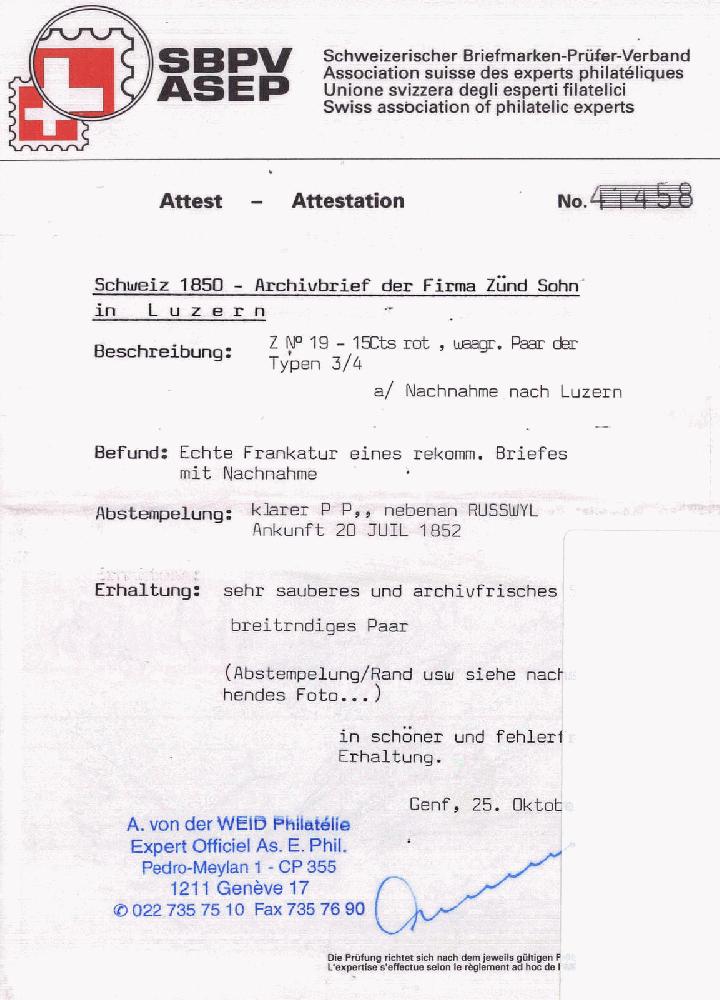 SBPV
ASEP
Schweizerischer Briefmarken-Prüfer-Verband
Association suisse des experts philatéliques
Unione svizzera degli esperti filatelici
Swiss association of philatelic experts
Attest – Attestation No. 41458
Schweiz 1850 - Archivbrief der Firma Zünd Sohn
in Luzern
Beschreibung: Z Nº 19 - 15Cts rot , waagr. Paar der
Typen 3/4
a/ Nachnahme nach Luzern
Befund: Echte Frankatur eines rekomm. Briefes
mit Nachnahme
Abstempelung: klarer P P,, nebenan RUSSWYL
Ankunft 20 JUIL 1852
Erhaltung: sehr sauberes und archivfrisches
breitrndiges Paar
(Abstempelung/Rand usw siehe nach
hendes Foto...)
in schöner und fehlerf
Erhaltung.
Genf, 25. Oktob
A. von der WEID Philatélie
Expert Officiel As. E. Phil.
Pedro-Meylan 1 - CP 355
1211 Genève 17
✆ 022 735 75 10 Fax 735 76 90
Die Prüfung richtet sich nach dem jeweils gültigen
L'expertise s'effectue selon le règlement ad hoc de